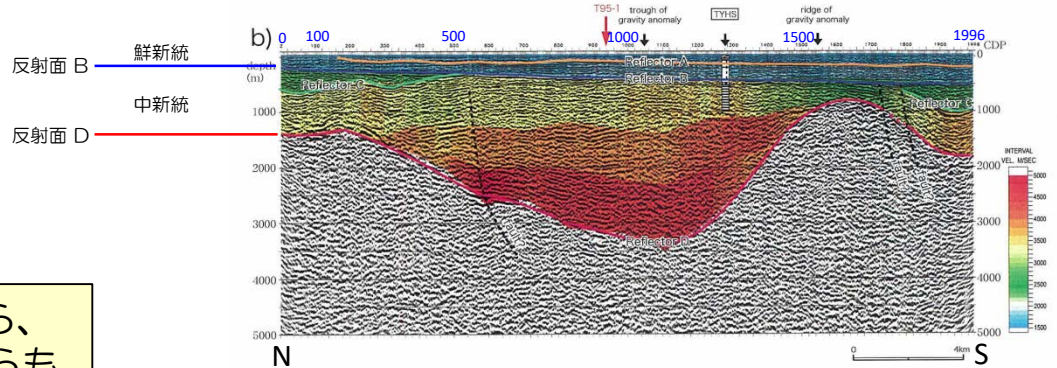 T95-1
trough of
gravity anomaly
TYHS
ridge of
gravity anomaly
b)
0 100 500 1000 1500 1996
CDP
反射面 B
鮮新統
depth
(m)
Reflector A
Reflector B
Reflector C
Reflector C
中新統
1000
1000
反射面 D
2000
2000
3000
3000
Reflector D
4000
4000
5000
5000
INTERVAL
VEL. M/SEC
5000
4500
4000
3500
3000
2500
2000
1500
ら、
らも
N
S
0 4km